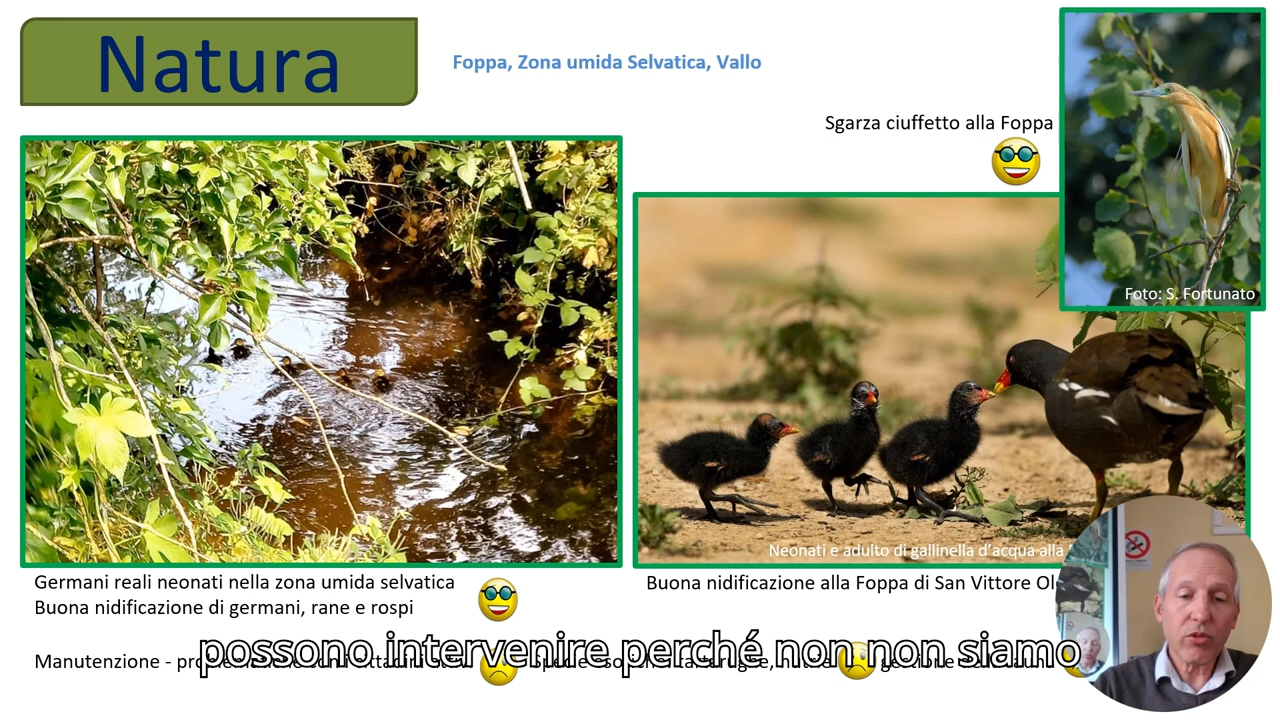 Natura
Foppa, Zona umida Selvatica, Vallo
Sgarza ciuffetto alla Foppa
Foto: S. Fortunato
Neonati e adulto di gallinella d'acqua alla
Germani reali neonati nella zona umida selvatica
Buona nidificazione di germani, rane e rospi
Buona nidificazione alla Foppa di San Vittore
possono intervenire perché non non siamo
Manutenzione -